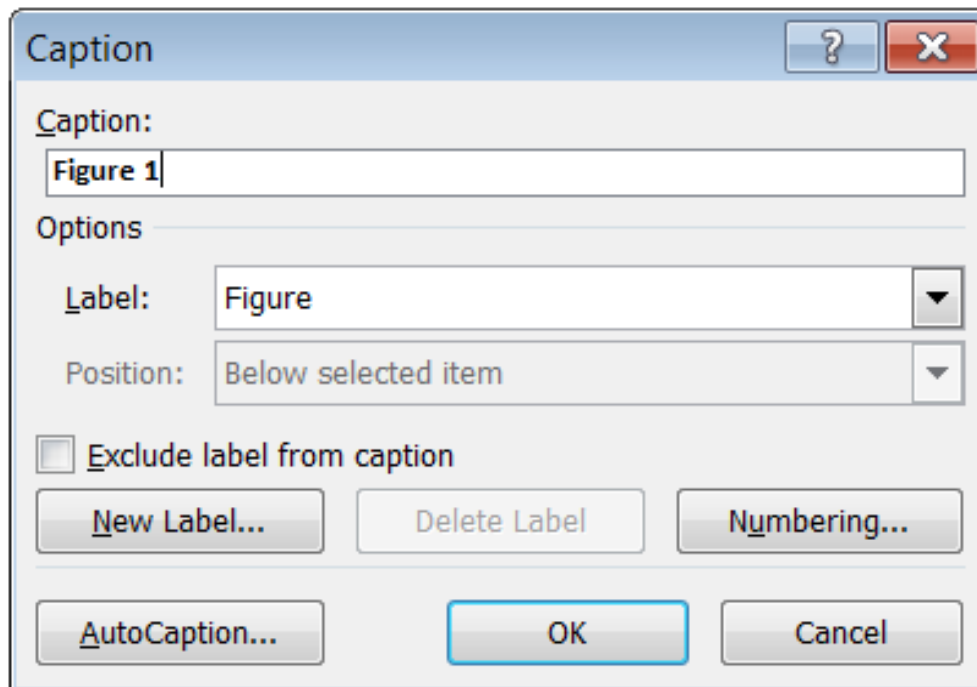 Caption
Caption:
Figure 1
Options
Label: Figure
Position: Below selected item
Exclude label from caption
New Label... Delete Label Numbering...
AutoCaption... OK Cancel